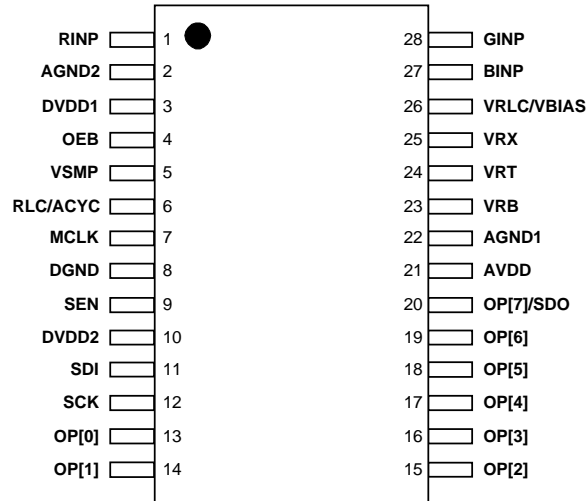 RINP 1 28 GINP
AGND2 2 27 BINP
DVDD1 3 26 VRLC/VBIAS
OEB 4 25 VRX
VSMP 5 24 VRT
RLC/ACYC 6 23 VRB
MCLK 7 22 AGND1
DGND 8 21 AVDD
SEN 9 20 OP[7]/SDO
DVDD2 10 19 OP[6]
SDI 11 18 OP[5]
SCK 12 17 OP[4]
OP[0] 13 16 OP[3]
OP[1] 14 15 OP[2]